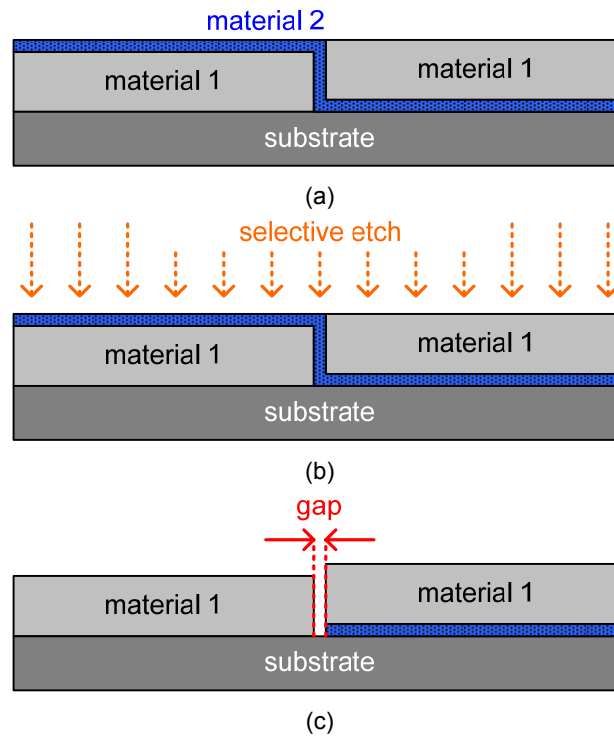 material 2
material 1 material 1
substrate
(a)
selective etch
material 1 material 1
substrate
(b)
gap
material 1 material 1
substrate
(c)